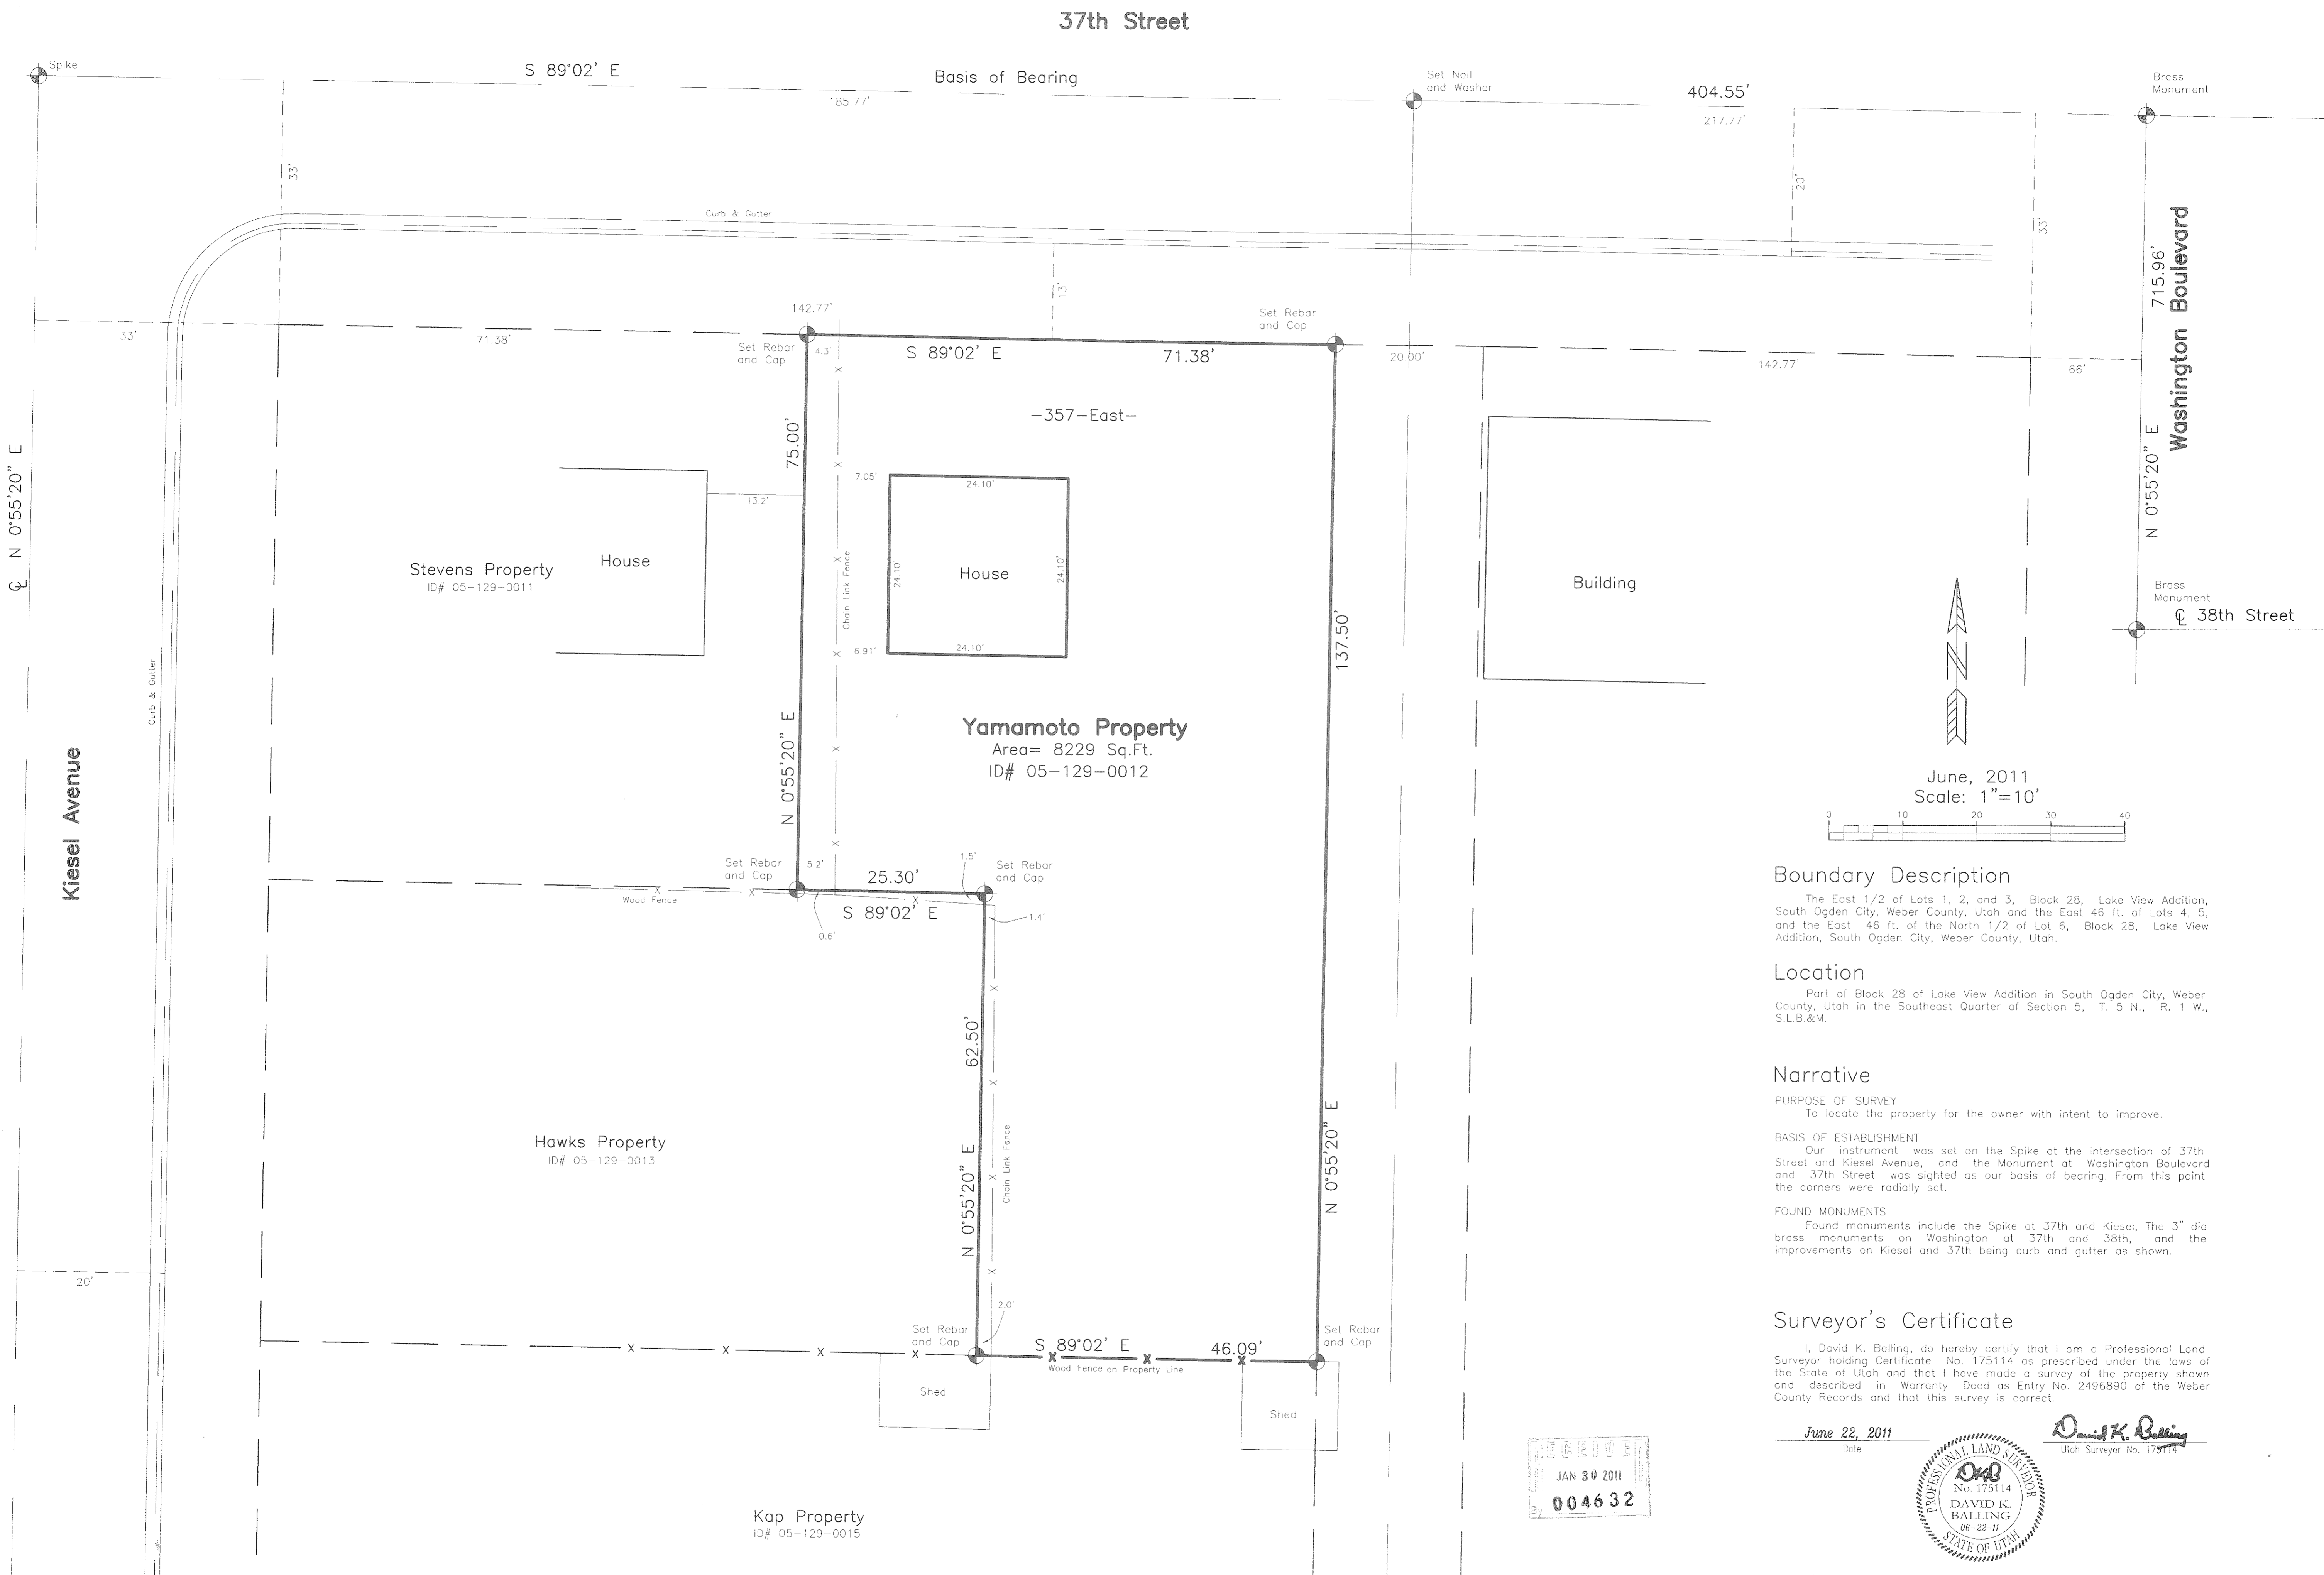 37th Street
Spike
S 89°02' E
Basis of Bearing
185.77'
Set Nail
and Washer
404.55'
217.77'
Brass
Monument
33'
20'
33'
Curb & Gutter
715.96'
Washington Boulevard
N 0°55'20" E
13'
142.77'
Set Rebar
and Cap
33'
71.38'
Set Rebar
and Cap
4.3'
S 89°02' E
71.38'
20.00'
142.77'
66'
-357-East-
75.00'
7.05'
24.10'
13.2'
℄ N 0°55'20" E
Stevens Property
ID# 05-129-0011
House
Chain Link Fence
24.10'
House
24.10'
Building
Brass
Monument
℄ 38th Street
6.91'
24.10'
137.50'
Curb & Gutter
N 0°55'20" E
Yamamoto Property
Area= 8229 Sq.Ft.
ID# 05-129-0012
Kiesel Avenue
N
June, 2011
Scale: 1"=10'
0 10 20 30 40
Set Rebar
and Cap
5.2'
25.30'
1.5'
Set Rebar
and Cap
Wood Fence
S 89°02' E
0.6'
1.4'
Boundary Description
The East 1/2 of Lots 1, 2, and 3, Block 28, Lake View Addition,
South Ogden City, Weber County, Utah and the East 46 ft. of Lots 4, 5,
and the East 46 ft. of the North 1/2 of Lot 6, Block 28, Lake View
Addition, South Ogden City, Weber County, Utah.
Location
Part of Block 28 of Lake View Addition in South Ogden City, Weber
County, Utah in the Southeast Quarter of Section 5, T. 5 N., R. 1 W.,
S.L.B.&M.
62.50'
N 0°55'20" E
Chain Link Fence
N 0°55'20" E
Hawks Property
ID# 05-129-0013
Narrative
PURPOSE OF SURVEY
To locate the property for the owner with intent to improve.
BASIS OF ESTABLISHMENT
Our instrument was set on the Spike at the intersection of 37th
Street and Kiesel Avenue, and the Monument at Washington Boulevard
and 37th Street was sighted as our basis of bearing. From this point
the corners were radially set.
FOUND MONUMENTS
Found monuments include the Spike at 37th and Kiesel, The 3" dia
brass monuments on Washington at 37th and 38th, and the
improvements on Kiesel and 37th being curb and gutter as shown.
20'
2.0'
Set Rebar
and Cap
S 89°02' E
46.09'
Wood Fence on Property Line
Set Rebar
and Cap
Shed
Shed
Surveyor's Certificate
I, David K. Balling, do hereby certify that I am a Professional Land
Surveyor holding Certificate No. 175114 as prescribed under the laws of
the State of Utah and that I have made a survey of the property shown
and described in Warranty Deed as Entry No. 2496890 of the Weber
County Records and that this survey is correct.
June 22, 2011
Date
David K. Balling
Utah Surveyor No. 175114
PROFESSIONAL LAND SURVEYOR
DKB
No. 175114
DAVID K.
BALLING
06-22-11
STATE OF UTAH
RECEIVED
JAN 30 2011
By 004632
Kap Property
ID# 05-129-0015